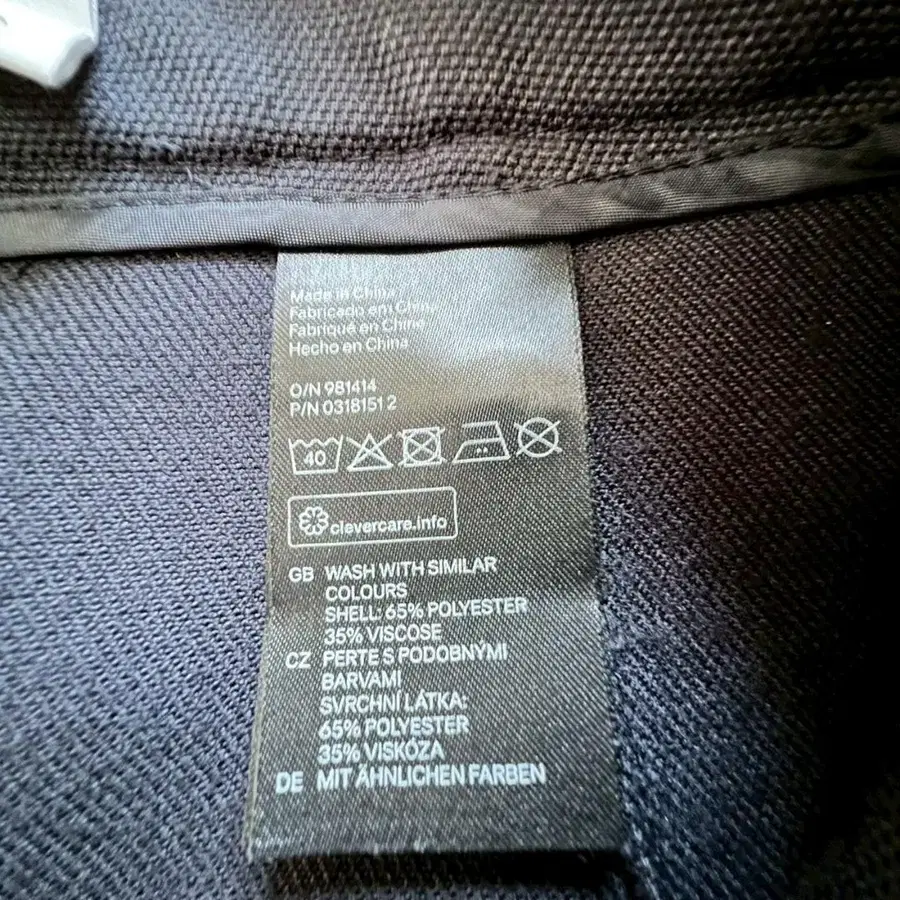 Made in China
Fabricado em China
Fabriqué en Chine
Hecho en China
O/N 981414
P/N 0318151 2
40
clevercare.info
GB WASH WITH SIMILAR
COLOURS
SHELL: 65% POLYESTER
35% VISCOSE
CZ PERTE S PODOBNÝMI
BARVAMI
SVRCHNÍ LÁTKA:
65% POLYESTER
35% VISKÓZA
DE MIT ÄHNLICHEN FARBEN